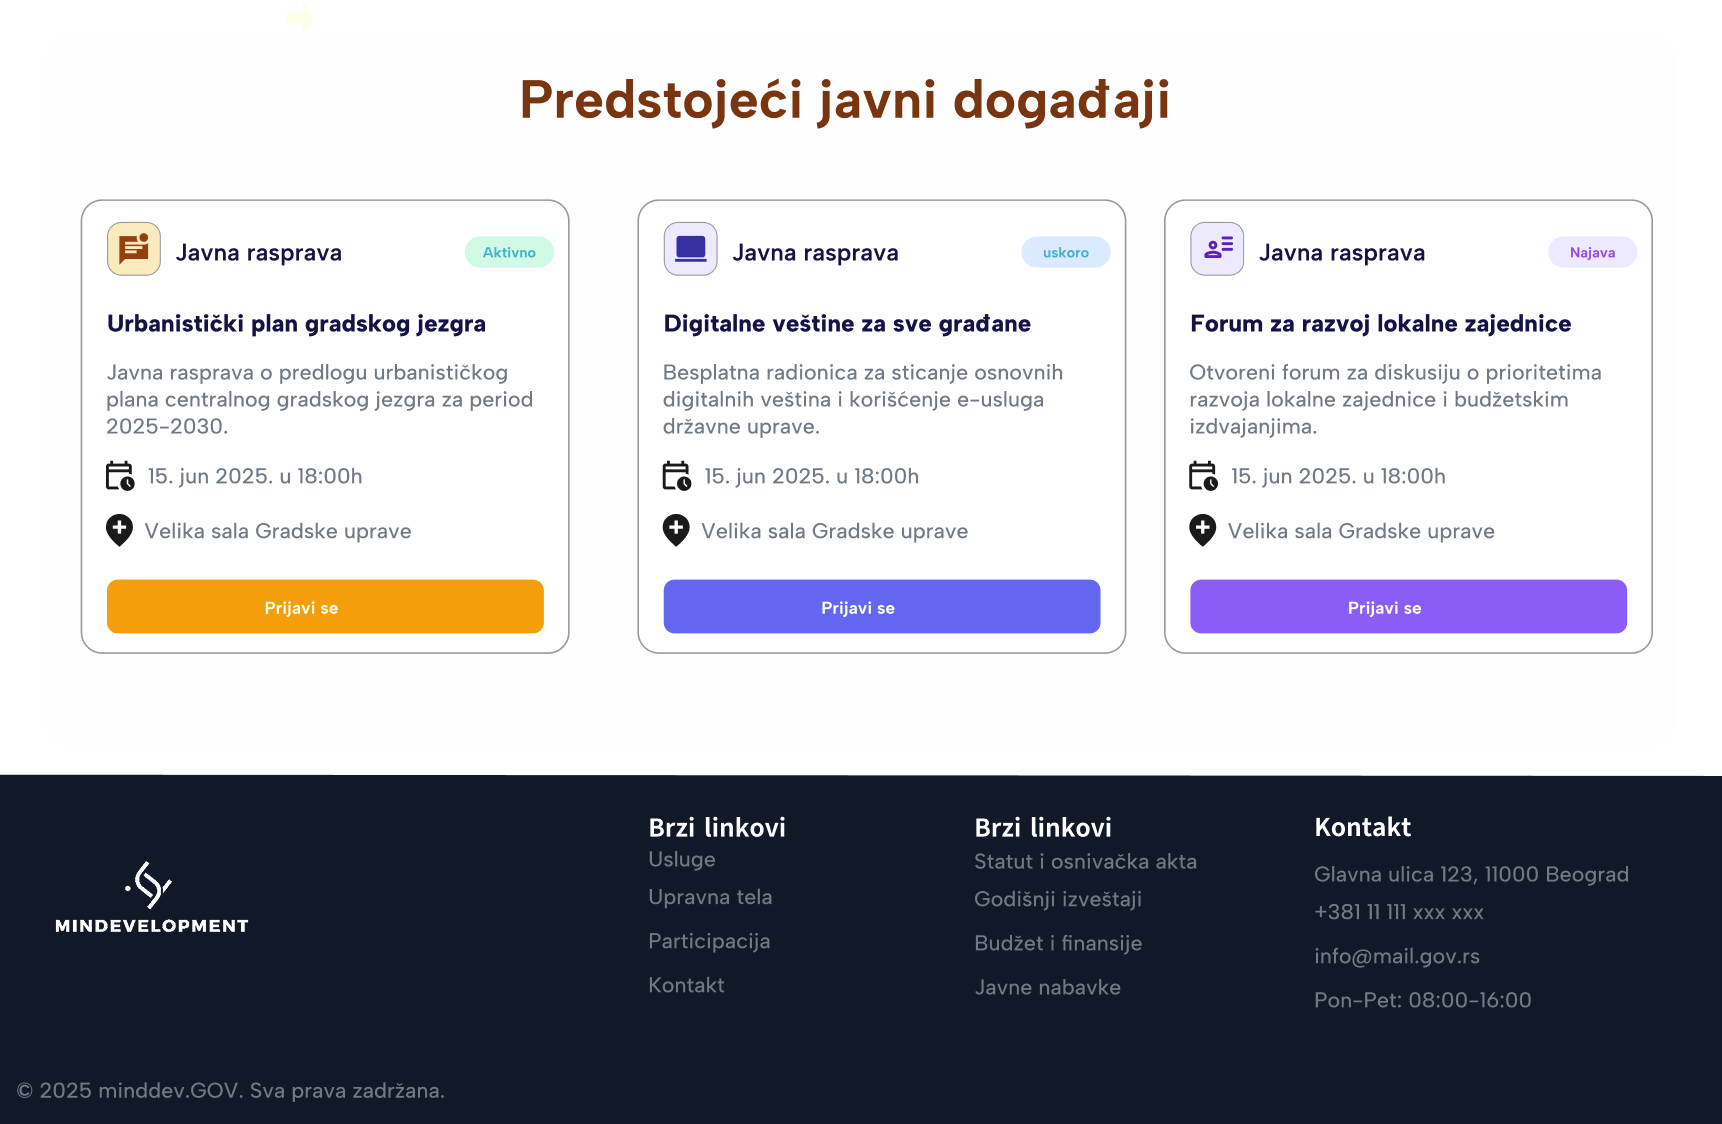 Predstojeći javni događaji
Javna rasprava
Aktivno
Urbanistički plan gradskog jezgra
Javna rasprava o predlogu urbanističkog
plana centralnog gradskog jezgra za period
2025-2030.
15. jun 2025. u 18:00h
Velika sala Gradske uprave
Prijavi se
Javna rasprava
uskoro
Digitalne veštine za sve građane
Besplatna radionica za sticanje osnovnih
digitalnih veština i korišćenje e-usluga
državne uprave.
15. jun 2025. u 18:00h
Velika sala Gradske uprave
Prijavi se
Javna rasprava
Najava
Forum za razvoj lokalne zajednice
Otvoreni forum za diskusiju o prioritetima
razvoja lokalne zajednice i budžetskim
izdvajanjima.
15. jun 2025. u 18:00h
Velika sala Gradske uprave
Prijavi se
MINDEVELOPMENT
Brzi linkovi
Usluge
Upravna tela
Participacija
Kontakt
Brzi linkovi
Statut i osnivačka akta
Godišnji izveštaji
Budžet i finansije
Javne nabavke
Kontakt
Glavna ulica 123, 11000 Beograd
+381 11 111 xxx xxx
info@mail.gov.rs
Pon-Pet: 08:00-16:00
© 2025 minddev.GOV. Sva prava zadržana.